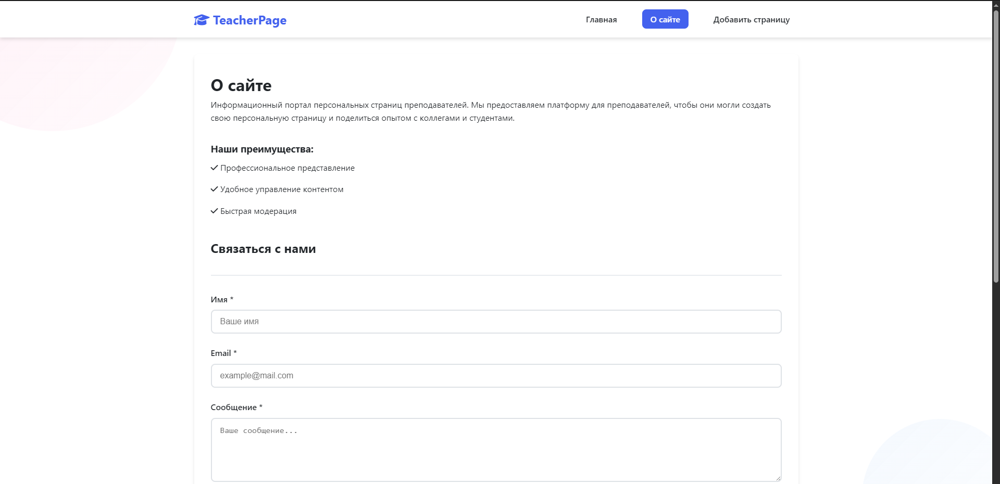 TeacherPage
Главная
О сайте
Добавить страницу
О сайте
Информационный портал персональных страниц преподавателей. Мы предоставляем платформу для преподавателей, чтобы они могли создать
свою персональную страницу и поделиться опытом с коллегами и студентами.
Наши преимущества:
Профессиональное представление
Удобное управление контентом
Быстрая модерация
Связаться с нами
Имя *
Ваше имя
Email *
example@mail.com
Сообщение *
Ваше сообщение...